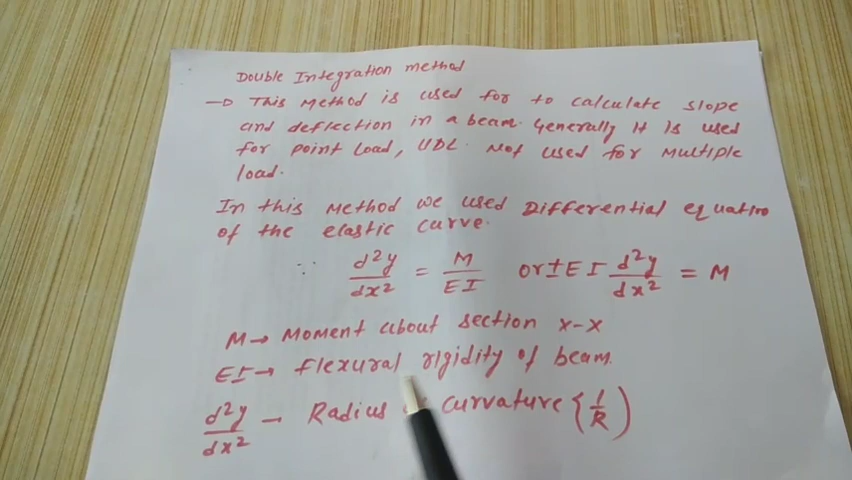 Double Integration method
→ This method is used for to calculate slope
and deflection in a beam. Generally it is used
for point load, UDL. Not used for multiple
load.
In this method we used Differential equation
of the elastic curve.
∵ d²y/dx² = M/EI or ± EI d²y/dx² = M
M → Moment about section x-x
EI → flexural rigidity of beam.
d²y/dx² — Radius curvature {1/R}